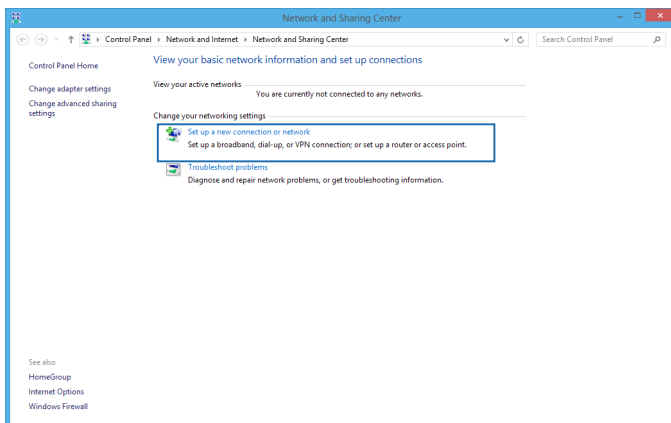 Network and Sharing Center
Control Panel ▸ Network and Internet ▸ Network and Sharing Center
Search Control Panel
Control Panel Home
Change adapter settings
Change advanced sharing
settings
View your basic network information and set up connections
View your active networks
You are currently not connected to any networks.
Change your networking settings
Set up a new connection or network
Set up a broadband, dial-up, or VPN connection; or set up a router or access point.
Troubleshoot problems
Diagnose and repair network problems, or get troubleshooting information.
See also
HomeGroup
Internet Options
Windows Firewall